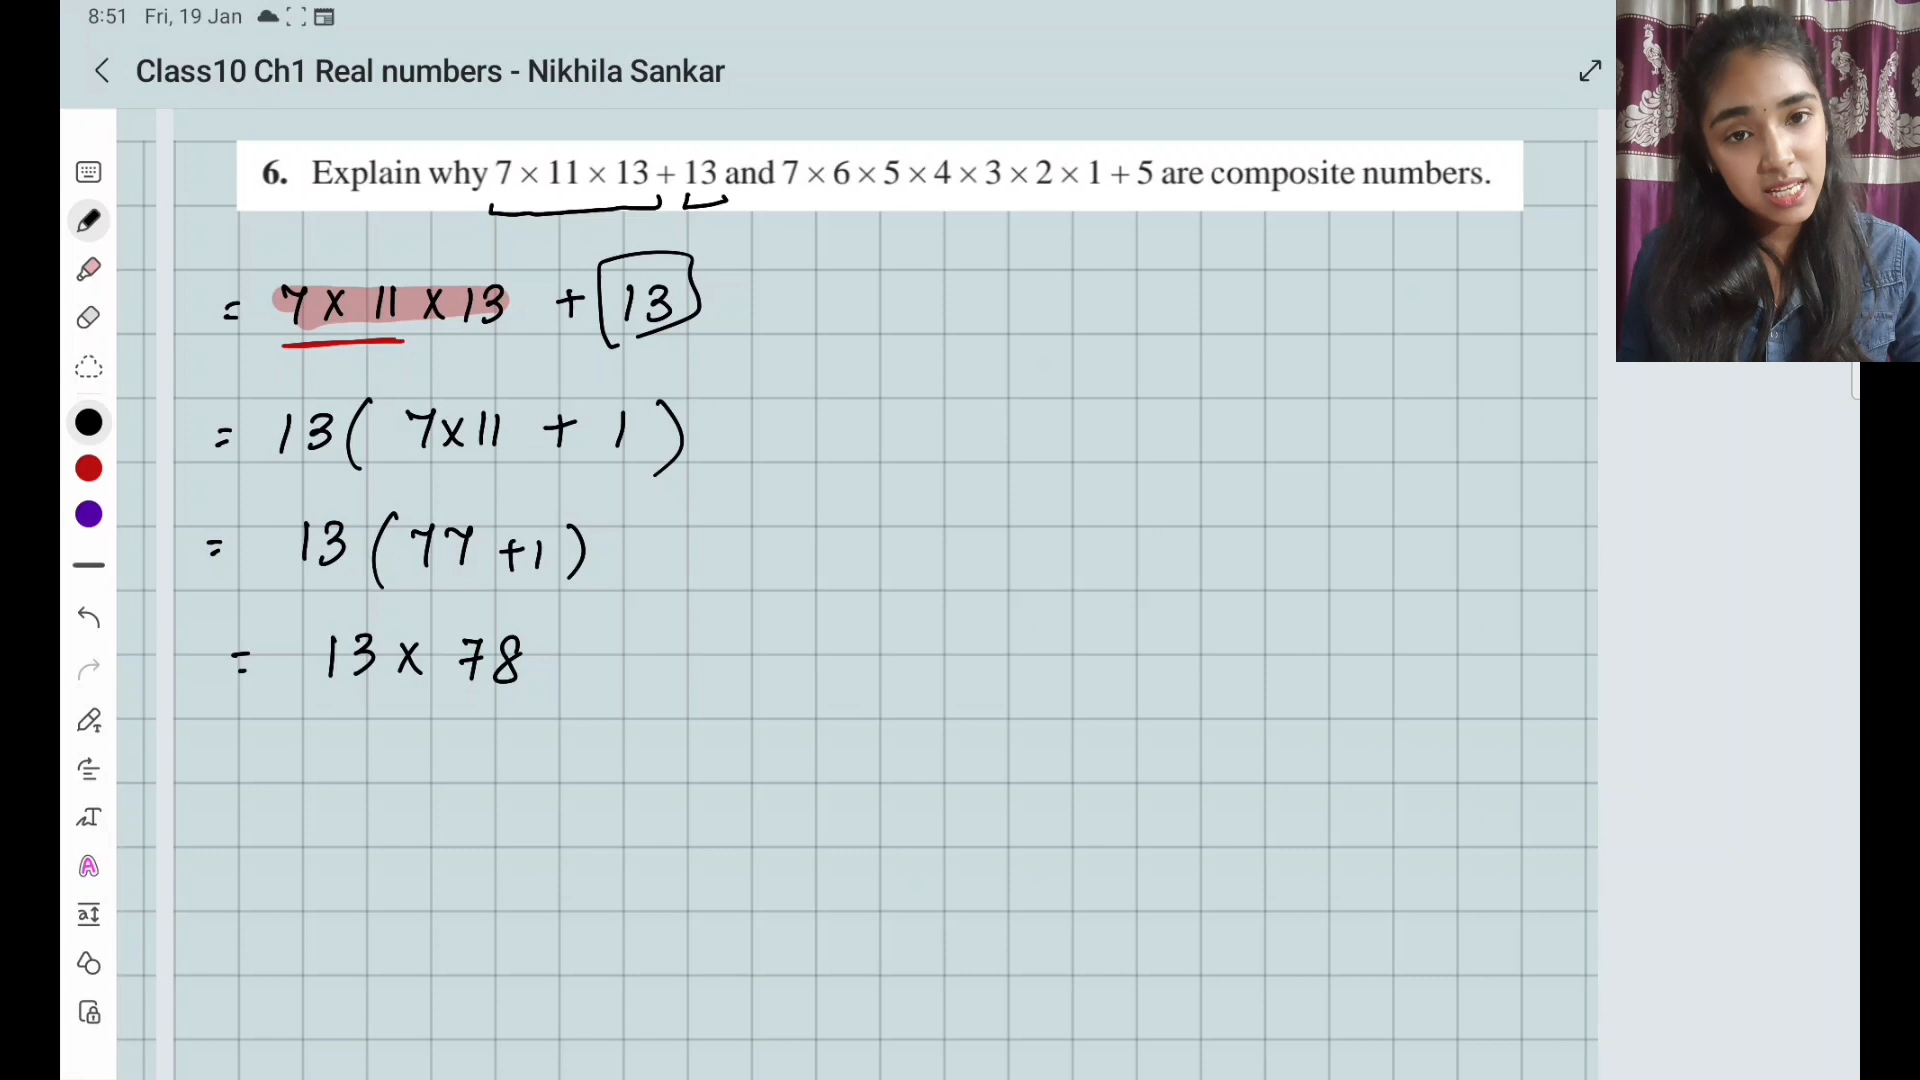 8:51 Fri, 19 Jan
Class10 Ch1 Real numbers - Nikhila Sankar
6. Explain why 7 × 11 × 13 + 13 and 7 × 6 × 5 × 4 × 3 × 2 × 1 + 5 are composite numbers.
= 7 × 11 × 13 + 13
= 13 ( 7×11 + 1 )
= 13 ( 77 +1 )
= 13 × 78